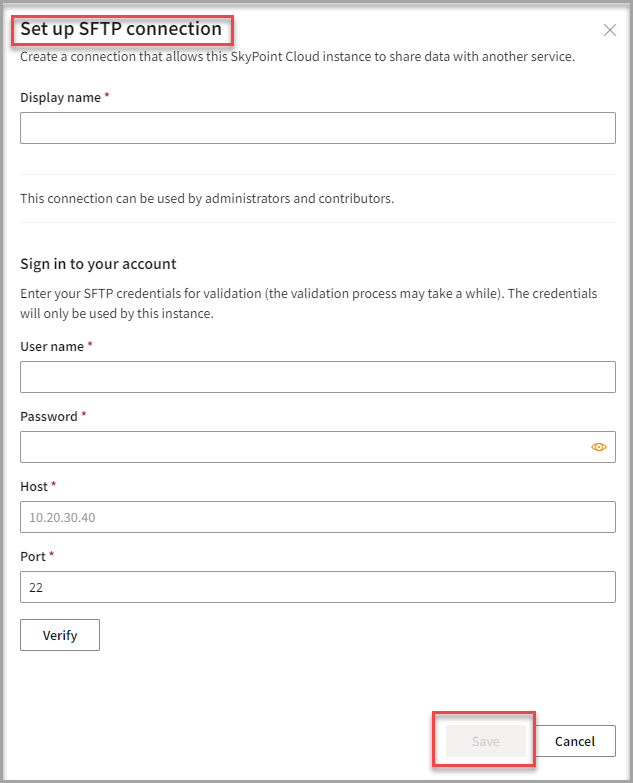 Set up SFTP connection
Create a connection that allows this SkyPoint Cloud instance to share data with another service.
Display name *
This connection can be used by administrators and contributors.
Sign in to your account
Enter your SFTP credentials for validation (the validation process may take a while). The credentials
will only be used by this instance.
User name *
Password *
Host *
10.20.30.40
Port *
22
Verify
Save
Cancel